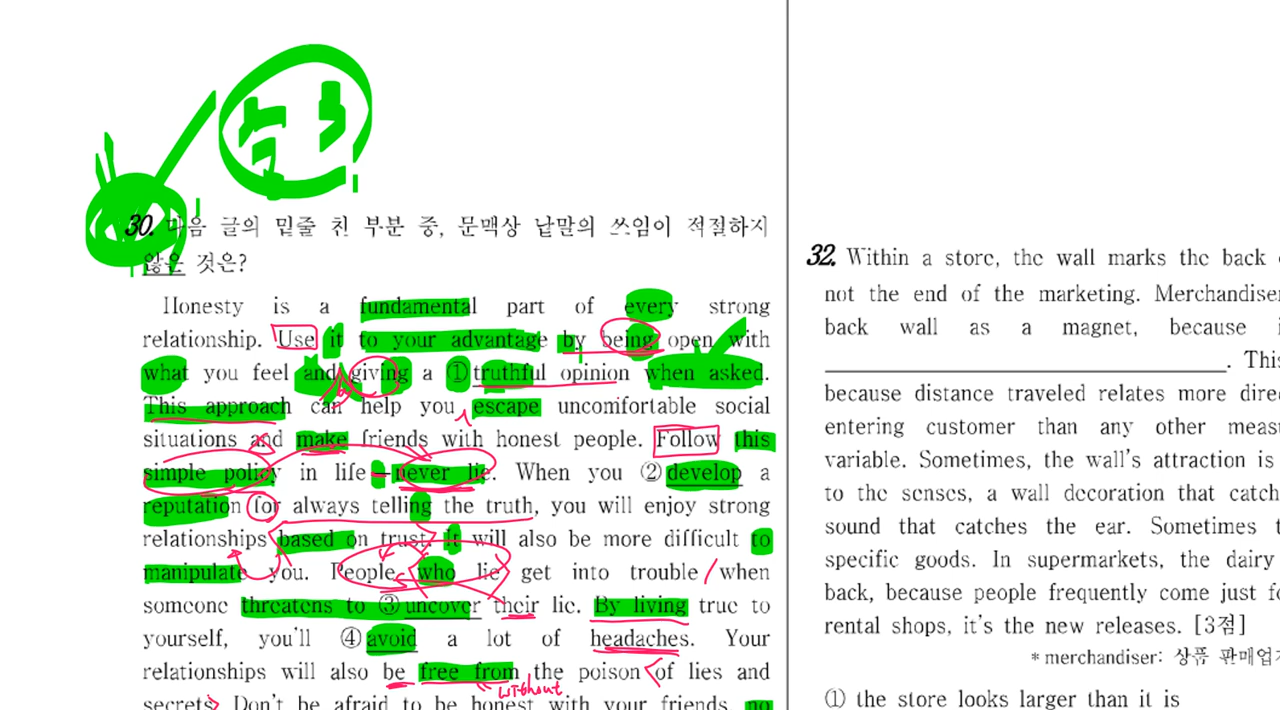 30. 다음 글의 밑줄 친 부분 중, 문맥상 낱말의 쓰임이 적절하지
않은 것은?
Honesty is a fundamental part of every strong
relationship. Use it to your advantage by being open with
what you feel and giving a ① truthful opinion when asked.
This approach can help you escape uncomfortable social
situations and make friends with honest people. Follow this
simple policy in life — never lie. When you ② develop a
reputation for always telling the truth, you will enjoy strong
relationships based on trust. It will also be more difficult to
manipulate you. People who lie get into trouble when
someone threatens to ③ uncover their lie. By living true to
yourself, you'll ④ avoid a lot of headaches. Your
relationships will also be free from the poison of lies and
without
secrets. Don't be afraid to be honest with your friends, no
32. Within a store, the wall marks the back
not the end of the marketing. Merchandiser
back wall as a magnet, because
. This
because distance traveled relates more dire
entering customer than any other meas
variable. Sometimes, the wall's attraction is
to the senses, a wall decoration that catch
sound that catches the ear. Sometimes
specific goods. In supermarkets, the dairy
back, because people frequently come just fo
rental shops, it's the new releases. [3점]
* merchandiser: 상품 판매업
① the store looks larger than it is